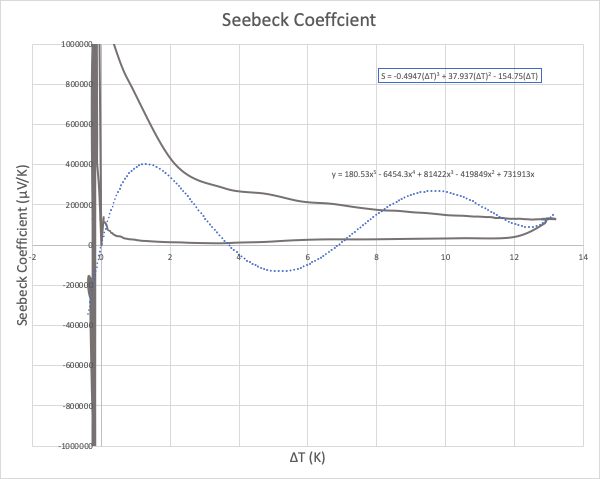 Seebeck Coeffcient
S = -0.4947(ΔT)³ + 37.937(ΔT)² - 154.75(ΔT)
y = 180.53x⁵ - 6454.3x⁴ + 81422x³ - 419849x² + 731913x
Seebeck Coefficient (μV/K)
1000000
800000
600000
400000
200000
0
-200000
-400000
-600000
-800000
-1000000
-2 0 2 4 6 8 10 12 14
ΔT (K)